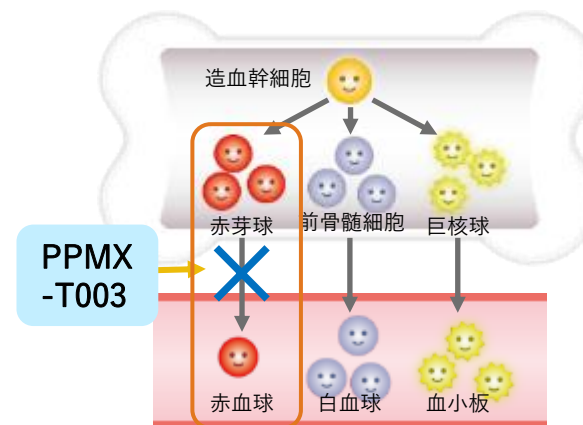 造血幹細胞
赤芽球
前骨髄細胞
巨核球
PPMX
-T003
赤血球
白血球
血小板